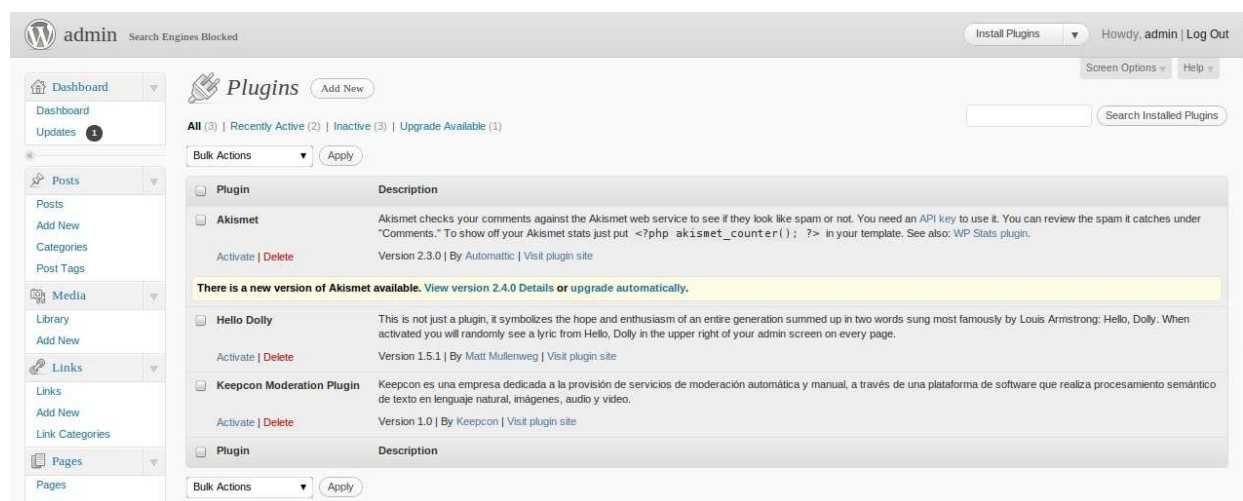 admin Search Engines Blocked
Install Plugins
Howdy, admin | Log Out
Screen Options
Help
Dashboard
Dashboard
Updates 1
Posts
Posts
Add New
Categories
Post Tags
Media
Library
Add New
Links
Links
Add New
Link Categories
Pages
Pages
Plugins Add New
All (3) | Recently Active (2) | Inactive (3) | Upgrade Available (1)
Search Installed Plugins
Bulk Actions Apply
Plugin Description
Akismet
Akismet checks your comments against the Akismet web service to see if they look like spam or not. You need an API key to use it. You can review the spam it catches under
"Comments." To show off your Akismet stats just put <?php akismet_counter(); ?> in your template. See also: WP Stats plugin.
Activate | Delete
Version 2.3.0 | By Automattic | Visit plugin site
There is a new version of Akismet available. View version 2.4.0 Details or upgrade automatically.
Hello Dolly
This is not just a plugin, it symbolizes the hope and enthusiasm of an entire generation summed up in two words sung most famously by Louis Armstrong: Hello, Dolly. When
activated you will randomly see a lyric from Hello, Dolly in the upper right of your admin screen on every page.
Activate | Delete
Version 1.5.1 | By Matt Mullenweg | Visit plugin site
Keepcon Moderation Plugin
Keepcon es una empresa dedicada a la provisión de servicios de moderación automática y manual, a través de una plataforma de software que realiza procesamiento semántico
de texto en lenguaje natural, imágenes, audio y video.
Activate | Delete
Version 1.0 | By Keepcon | Visit plugin site
Plugin Description
Bulk Actions Apply